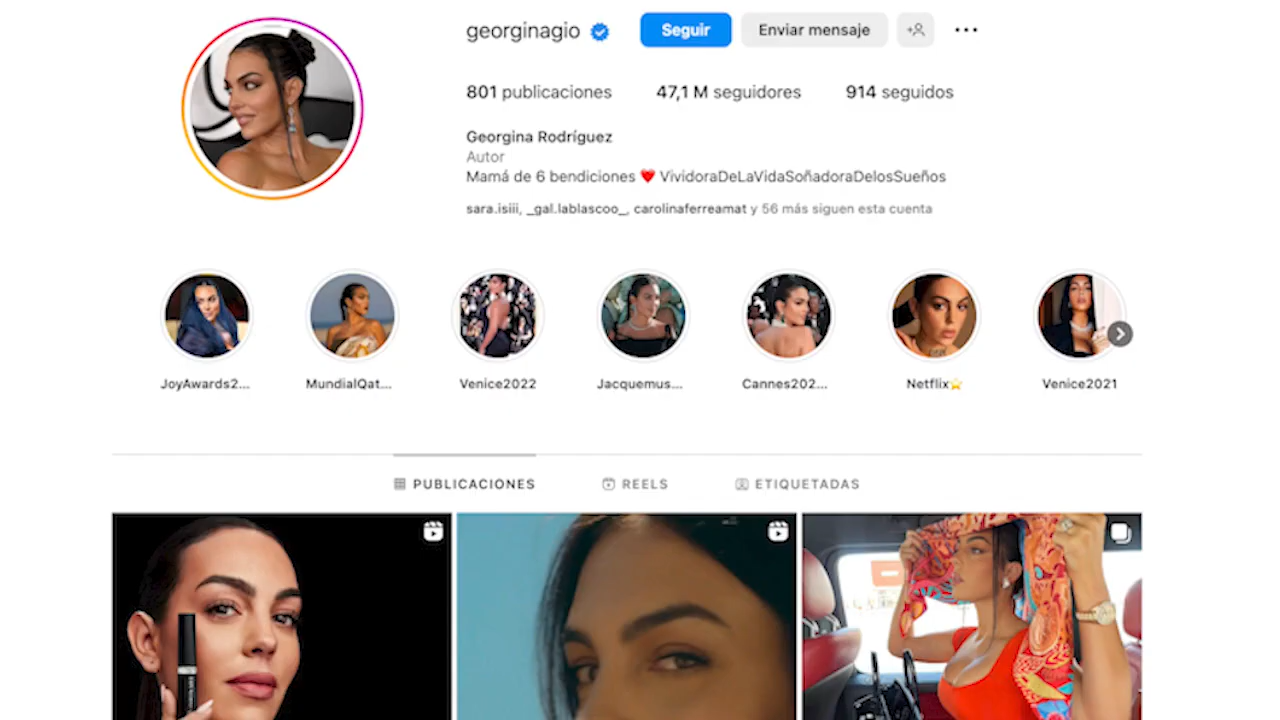 georginagio Seguir Enviar mensaje
801 publicaciones 47,1 M seguidores 914 seguidos
Georgina Rodríguez
Autor
Mamá de 6 bendiciones ❤️ VividoraDeLaVidaSoñadoraDelosSueños
sara.isiii, _gal.lablascoo_, carolinaferreamat y 56 más siguen esta cuenta
JoyAwards2... MundialQat... Venice2022 Jacquemus... Cannes202... Netflix⭐ Venice2021
PUBLICACIONES REELS ETIQUETADAS